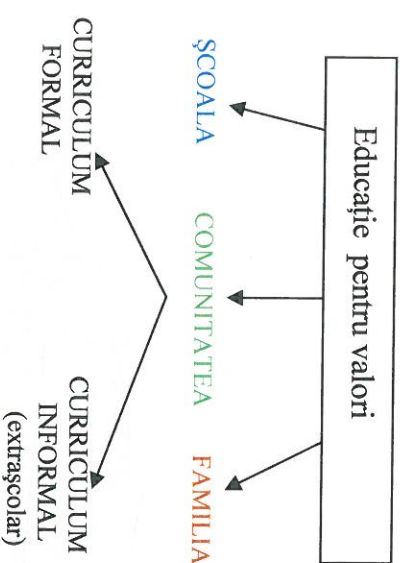 Educație pentru valori
ȘCOALA COMUNITATEA FAMILIA
CURRICULUM
FORMAL
CURRICULUM
INFORMAL
(extrașcolar)